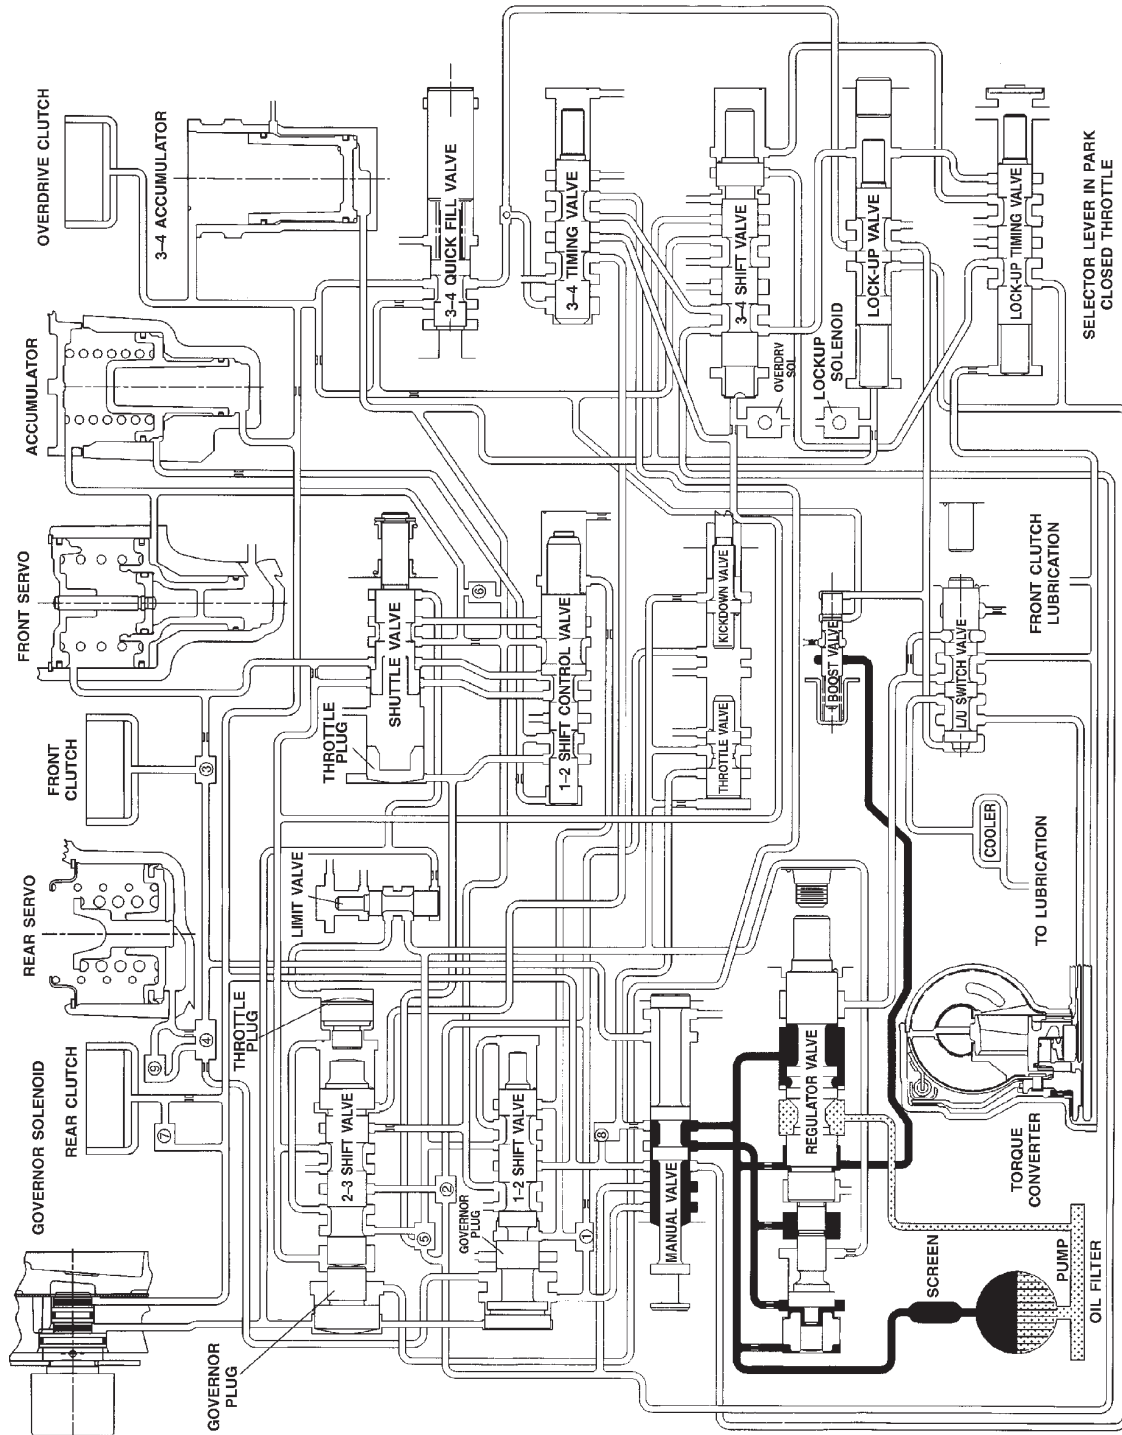 OVERDRIVE CLUTCH
3–4 ACCUMULATOR
ACCUMULATOR
FRONT SERVO
FRONT
CLUTCH
REAR SERVO
REAR CLUTCH
GOVERNOR SOLENOID
3–4 QUICK FILL VALVE
3–4 TIMING VALVE
3–4 SHIFT VALVE
OVERDRV
SOL
LOCKUP
SOLENOID
LOCK-UP VALVE
LOCK-UP TIMING VALVE
SELECTOR LEVER IN PARK
CLOSED THROTTLE
SHUTTLE VALVE
THROTTLE
PLUG
1–2 SHIFT CONTROL VALVE
KICKDOWN VALVE
THROTTLE VALVE
BOOST VALVE
L/U SWITCH VALVE
FRONT CLUTCH
LUBRICATION
COOLER
TO LUBRICATION
LIMIT VALVE
THROTTLE
PLUG
2–3 SHIFT VALVE
GOVERNOR
PLUG
1–2 SHIFT VALVE
GOVERNOR
PLUG
MANUAL VALVE
REGULATOR VALVE
TORQUE
CONVERTER
SCREEN
PUMP
OIL FILTER
1
2
3
4
5
6
7
8
9